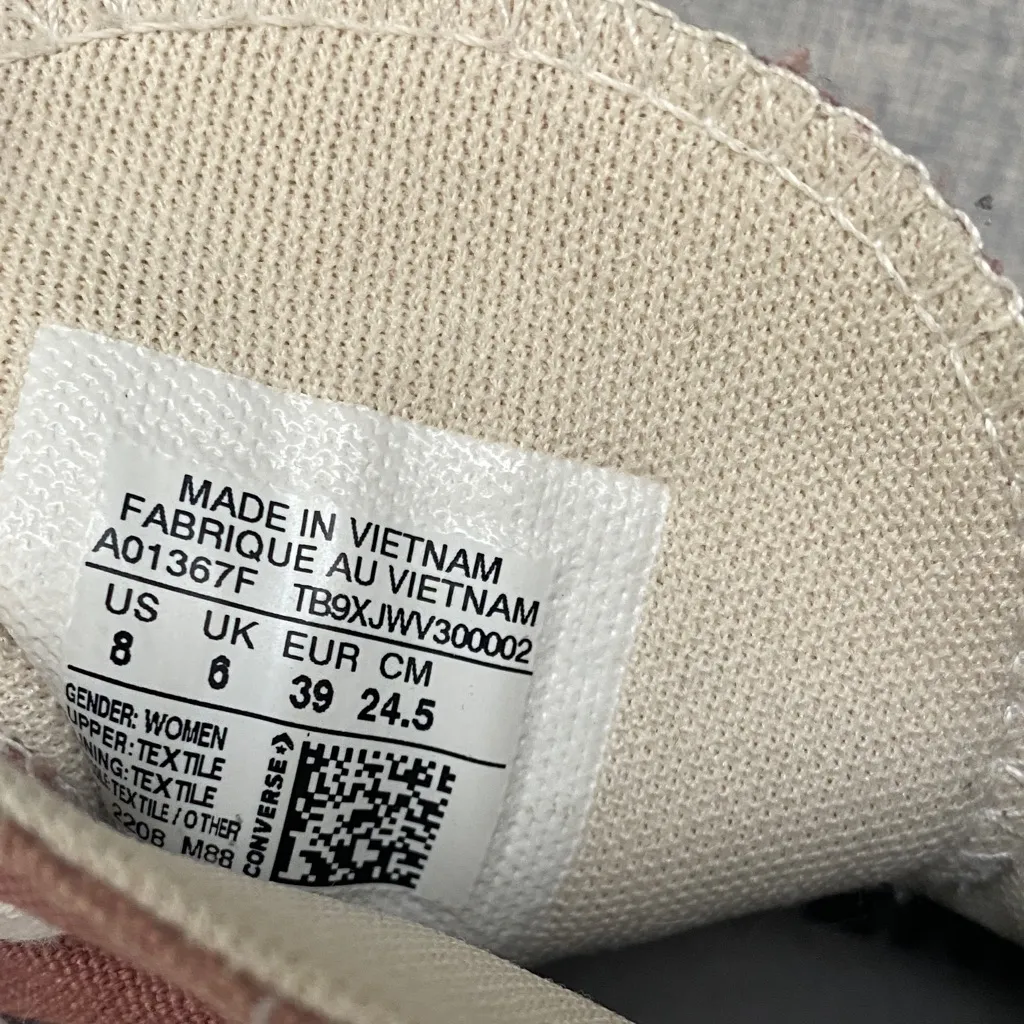 MADE IN VIETNAM
FABRIQUE AU VIETNAM
A01367F TB9XJWV300002
US UK EUR CM
8 6 39 24.5
GENDER: WOMEN
UPPER: TEXTILE
TEXTILE
TEXTILE / OTHER
2208 M88
CONVERSE